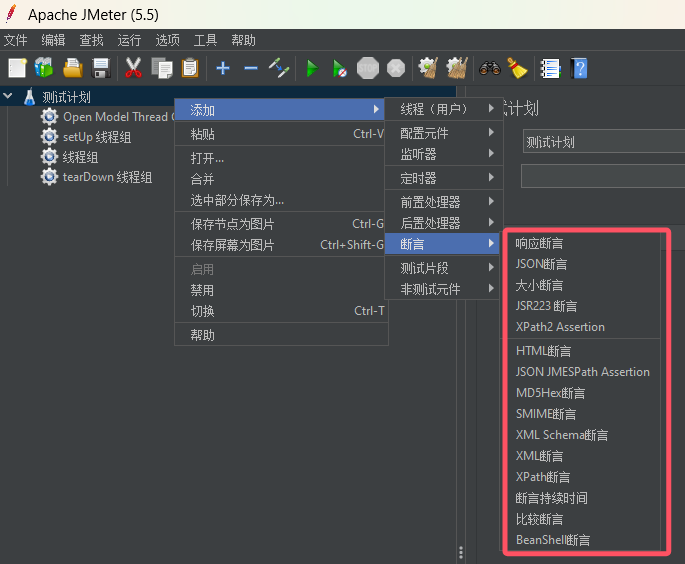 Apache JMeter (5.5)
文件 编辑 查找 运行 选项 工具 帮助
测试计划
Open Model Thread
setUp 线程组
线程组
tearDown 线程组
添加
粘贴 Ctrl-V
打开...
合并
选中部分保存为...
保存节点为图片 Ctrl-G
保存屏幕为图片 Ctrl+Shift-G
启用
禁用
切换 Ctrl-T
帮助
线程（用户）
配置元件
监听器
定时器
前置处理器
后置处理器
断言
测试片段
非测试元件
试计划
测试计划
响应断言
JSON断言
大小断言
JSR223 断言
XPath2 Assertion
HTML断言
JSON JMESPath Assertion
MD5Hex断言
SMIME断言
XML Schema断言
XML断言
XPath断言
断言持续时间
比较断言
BeanShell断言